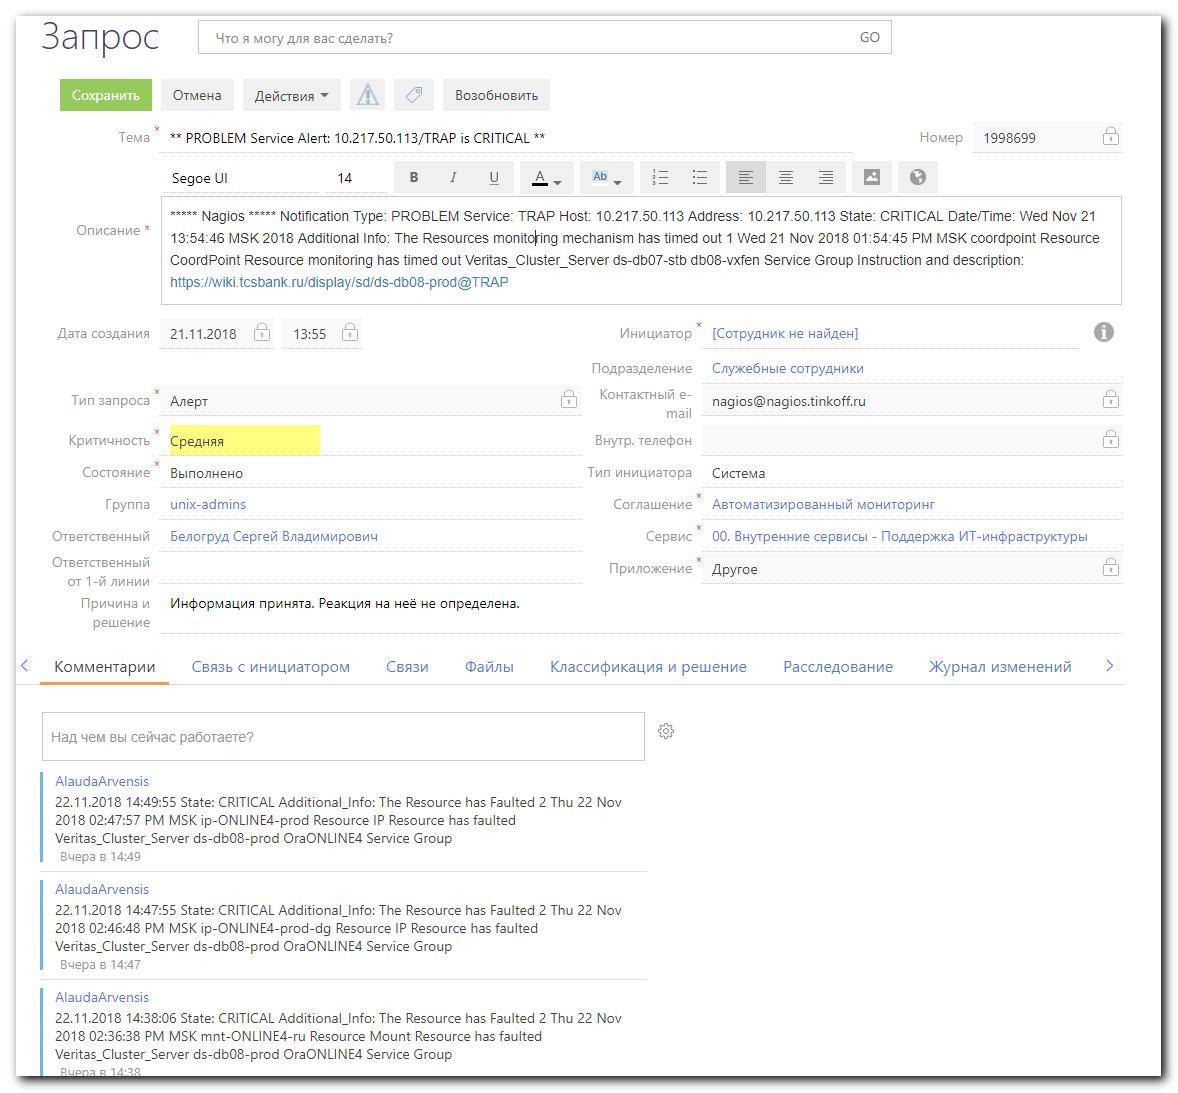 Запрос
Что я могу для вас сделать?
GO
Сохранить
Отмена
Действия
Возобновить
Тема *
** PROBLEM Service Alert: 10.217.50.113/TRAP is CRITICAL **
Номер
1998699
Segoe UI
14
B
I
U
A
Ab
Описание *
***** Nagios ***** Notification Type: PROBLEM Service: TRAP Host: 10.217.50.113 Address: 10.217.50.113 State: CRITICAL Date/Time: Wed Nov 21
13:54:46 MSK 2018 Additional Info: The Resources monitoring mechanism has timed out 1 Wed 21 Nov 2018 01:54:45 PM MSK coordpoint Resource
CoordPoint Resource monitoring has timed out Veritas_Cluster_Server ds-db07-stb db08-vxfen Service Group Instruction and description:
https://wiki.tcsbank.ru/display/sd/ds-db08-prod@TRAP
Дата создания
21.11.2018
13:55
Инициатор *
[Сотрудник не найден]
Подразделение
Служебные сотрудники
Тип запроса *
Алерт
Контактный e-
mail
nagios@nagios.tinkoff.ru
Критичность *
Средняя
Внутр. телефон
Состояние *
Выполнено
Тип инициатора
Система
Группа
unix-admins
Соглашение *
Автоматизированный мониторинг
Ответственный
Белогруд Сергей Владимирович
Сервис *
00. Внутренние сервисы - Поддержка ИТ-инфраструктуры
Ответственный
от 1-й линии
Приложение *
Другое
Причина и
решение
Информация принята. Реакция на неё не определена.
Комментарии
Связь с инициатором
Связи
Файлы
Классификация и решение
Расследование
Журнал изменений
Над чем вы сейчас работаете?
AlaudaArvensis
22.11.2018 14:49:55 State: CRITICAL Additional_Info: The Resource has Faulted 2 Thu 22 Nov
2018 02:47:57 PM MSK ip-ONLINE4-prod Resource IP Resource has faulted
Veritas_Cluster_Server ds-db08-prod OraONLINE4 Service Group
Вчера в 14:49
AlaudaArvensis
22.11.2018 14:47:55 State: CRITICAL Additional_Info: The Resource has Faulted 2 Thu 22 Nov
2018 02:46:48 PM MSK ip-ONLINE4-prod-dg Resource IP Resource has faulted
Veritas_Cluster_Server ds-db08-prod OraONLINE4 Service Group
Вчера в 14:47
AlaudaArvensis
22.11.2018 14:38:06 State: CRITICAL Additional_Info: The Resource has Faulted 2 Thu 22 Nov
2018 02:36:38 PM MSK mnt-ONLINE4-ru Resource Mount Resource has faulted
Veritas_Cluster_Server ds-db08-prod OraONLINE4 Service Group
Вчера в 14:38